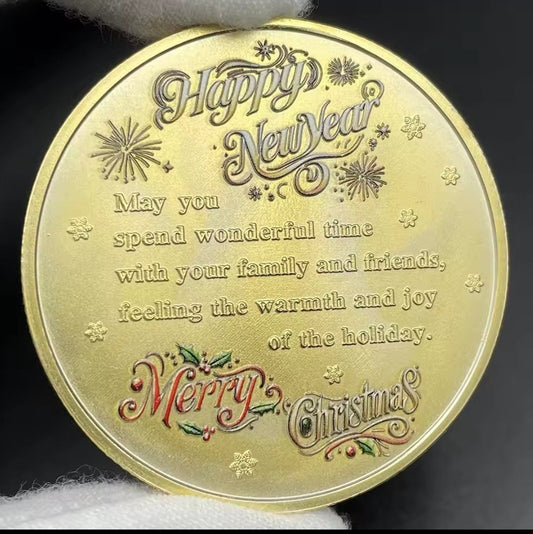 Happy
New Year
May you
spend wonderful time
with your family and friends,
feeling the warmth and joy
of the holiday.
Merry
Christmas